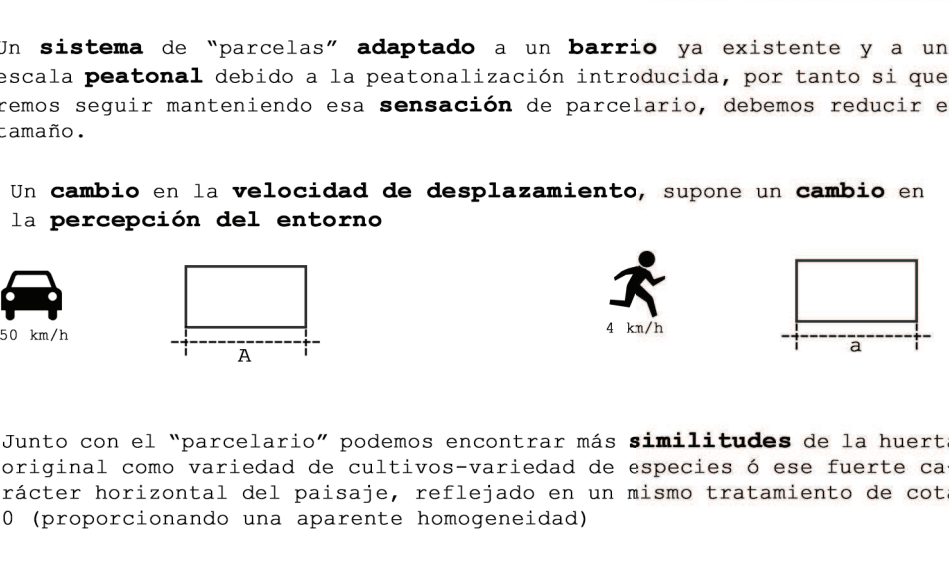 Un sistema de “parcelas” adaptado a un barrio ya existente y a un
escala peatonal debido a la peatonalización introducida, por tanto si que
remos seguir manteniendo esa sensación de parcelario, debemos reducir e
tamaño.
Un cambio en la velocidad de desplazamiento, supone un cambio en
la percepción del entorno
50 km/h
A
4 km/h
a
Junto con el “parcelario” podemos encontrar más similitudes de la huerta
original como variedad de cultivos-variedad de especies ó ese fuerte ca-
rácter horizontal del paisaje, reflejado en un mismo tratamiento de cota
0 (proporcionando una aparente homogeneidad)